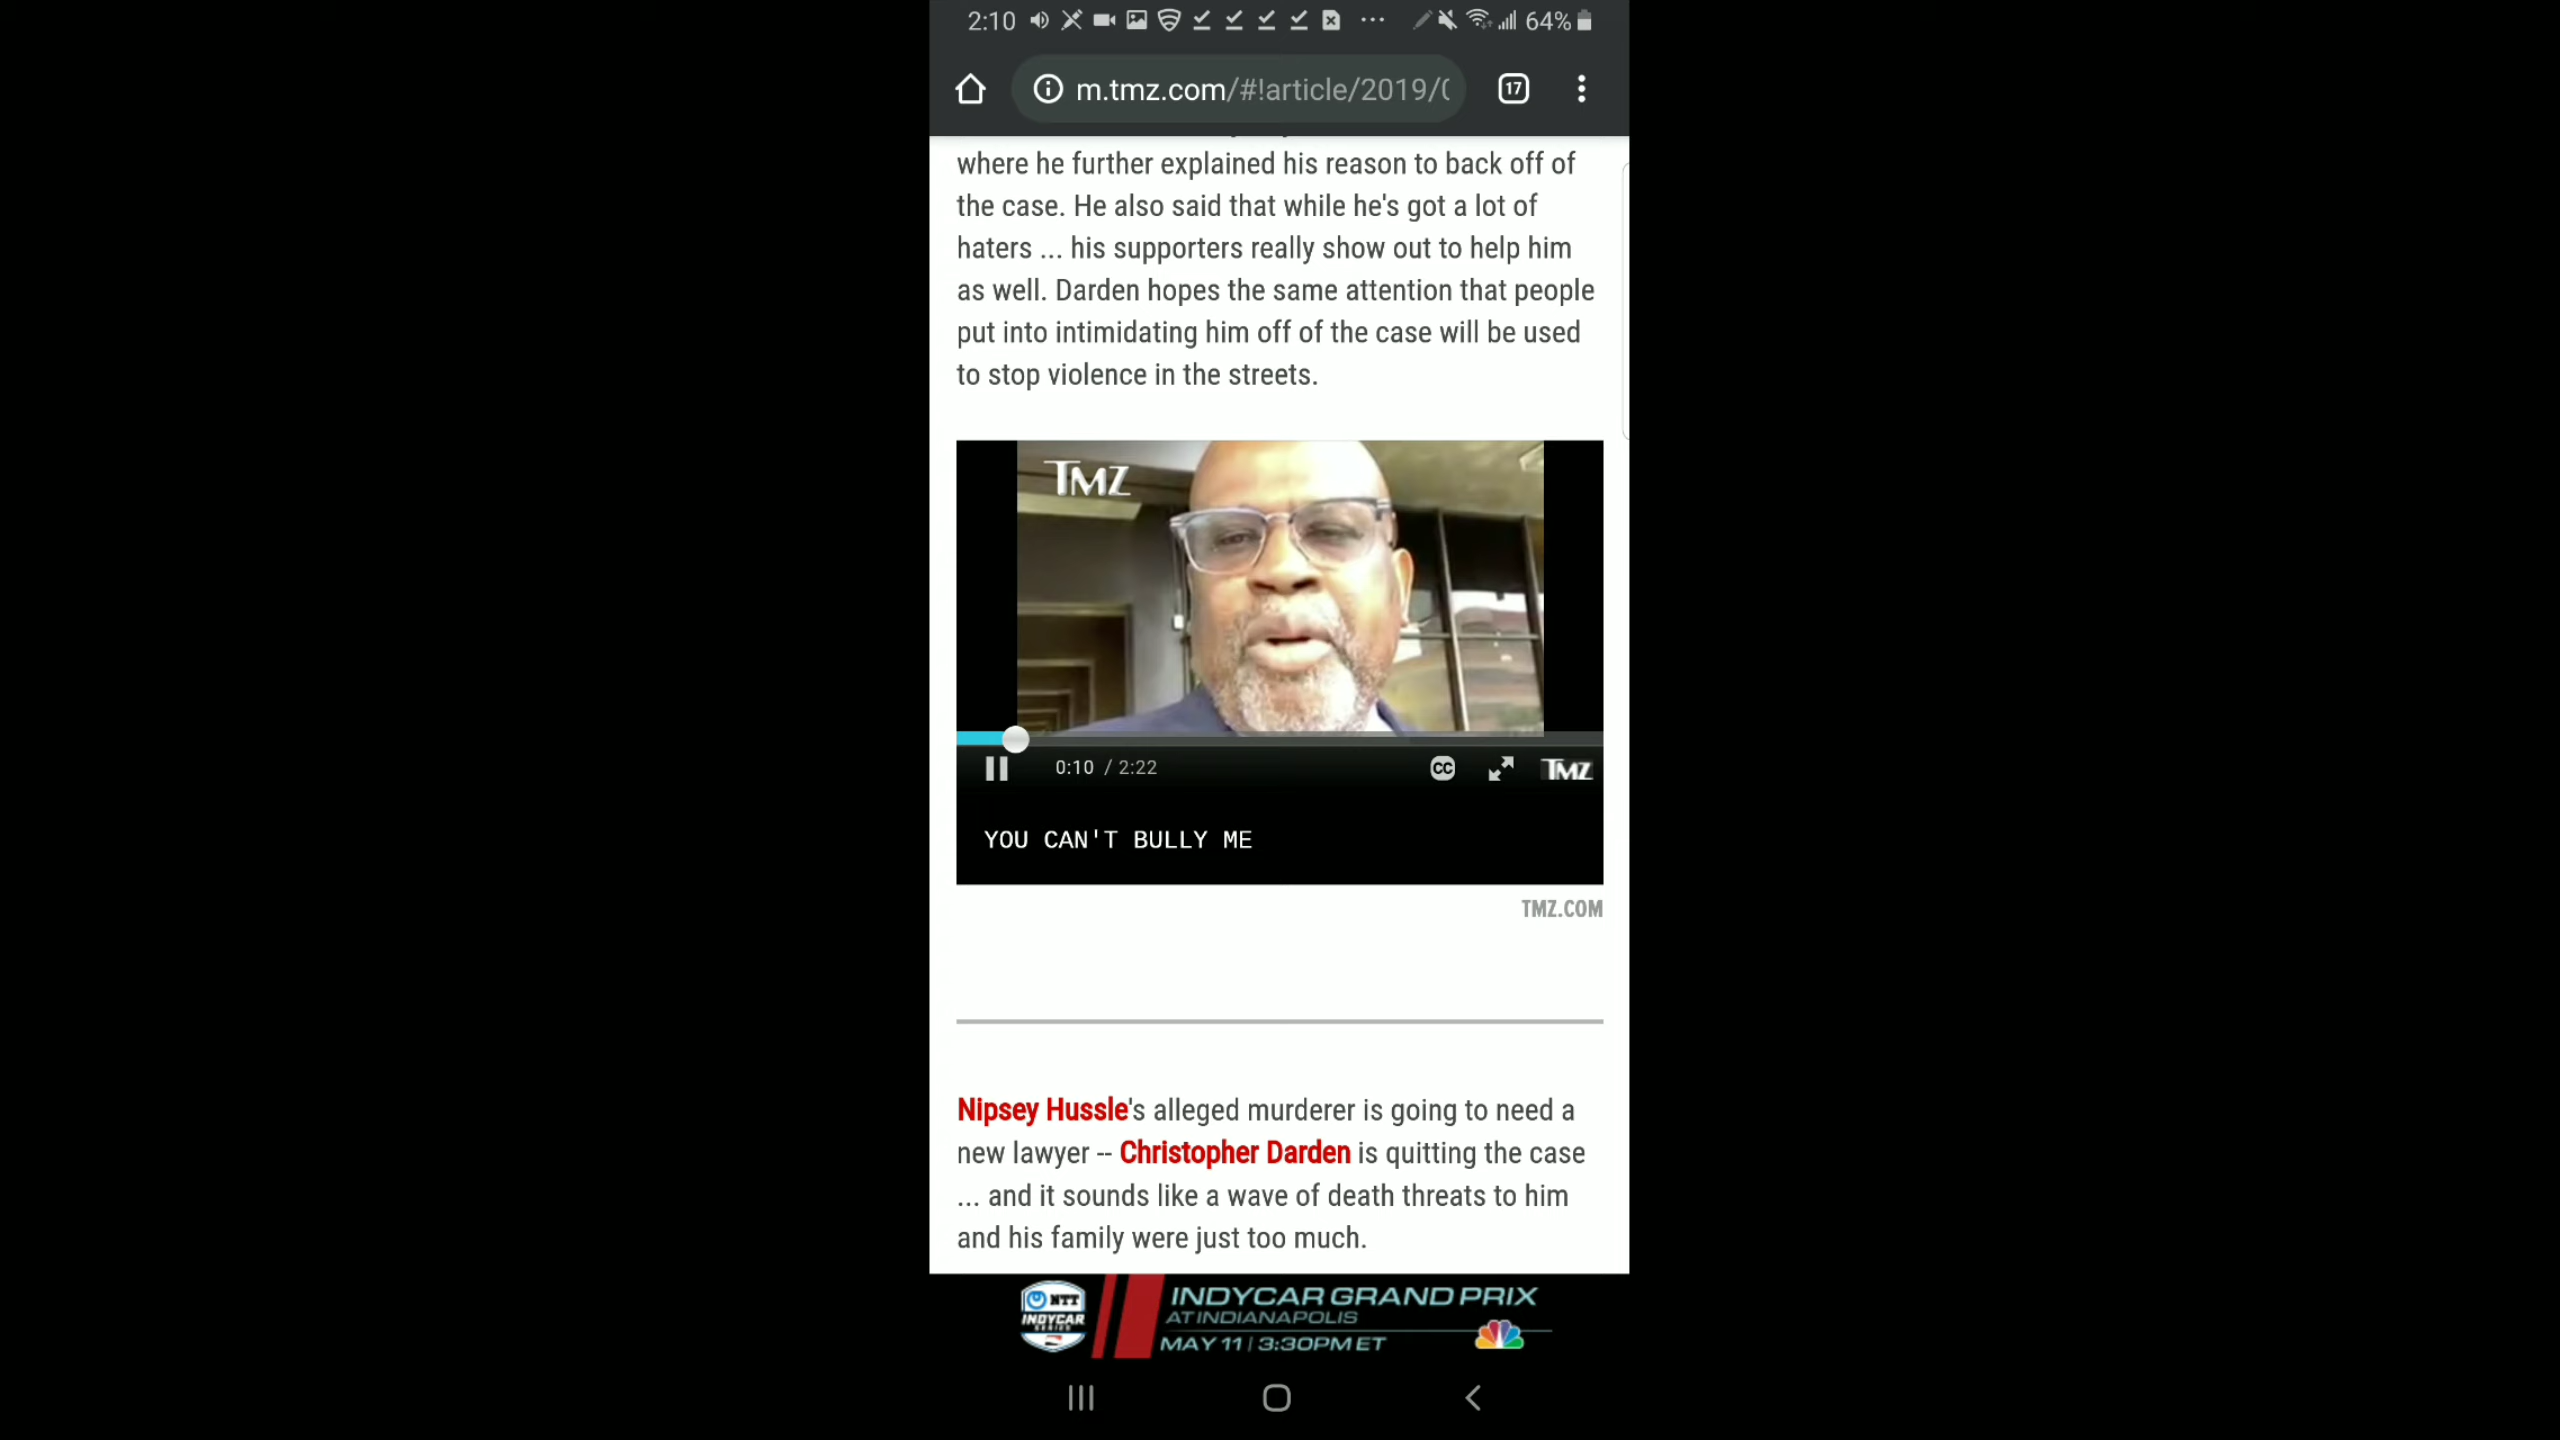 2:10 64%
m.tmz.com/#!article/2019/0
17
where he further explained his reason to back off of
the case. He also said that while he's got a lot of
haters ... his supporters really show out to help him
as well. Darden hopes the same attention that people
put into intimidating him off of the case will be used
to stop violence in the streets.
TMZ
0:10 / 2:22
CC
TMZ
YOU CAN'T BULLY ME
TMZ.COM
Nipsey Hussle's alleged murderer is going to need a
new lawyer -- Christopher Darden is quitting the case
... and it sounds like a wave of death threats to him
and his family were just too much.
NTT
INDYCAR
SERIES
INDYCAR GRAND PRIX
AT INDIANAPOLIS
MAY 11 | 3:30PM ET